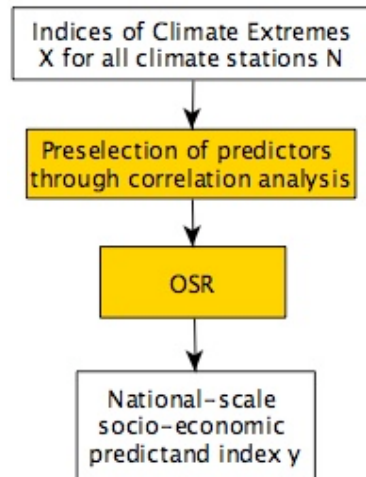 Indices of Climate Extremes
X for all climate stations N
Preselection of predictors
through correlation analysis
OSR
National-scale
socio-economic
predictand index y